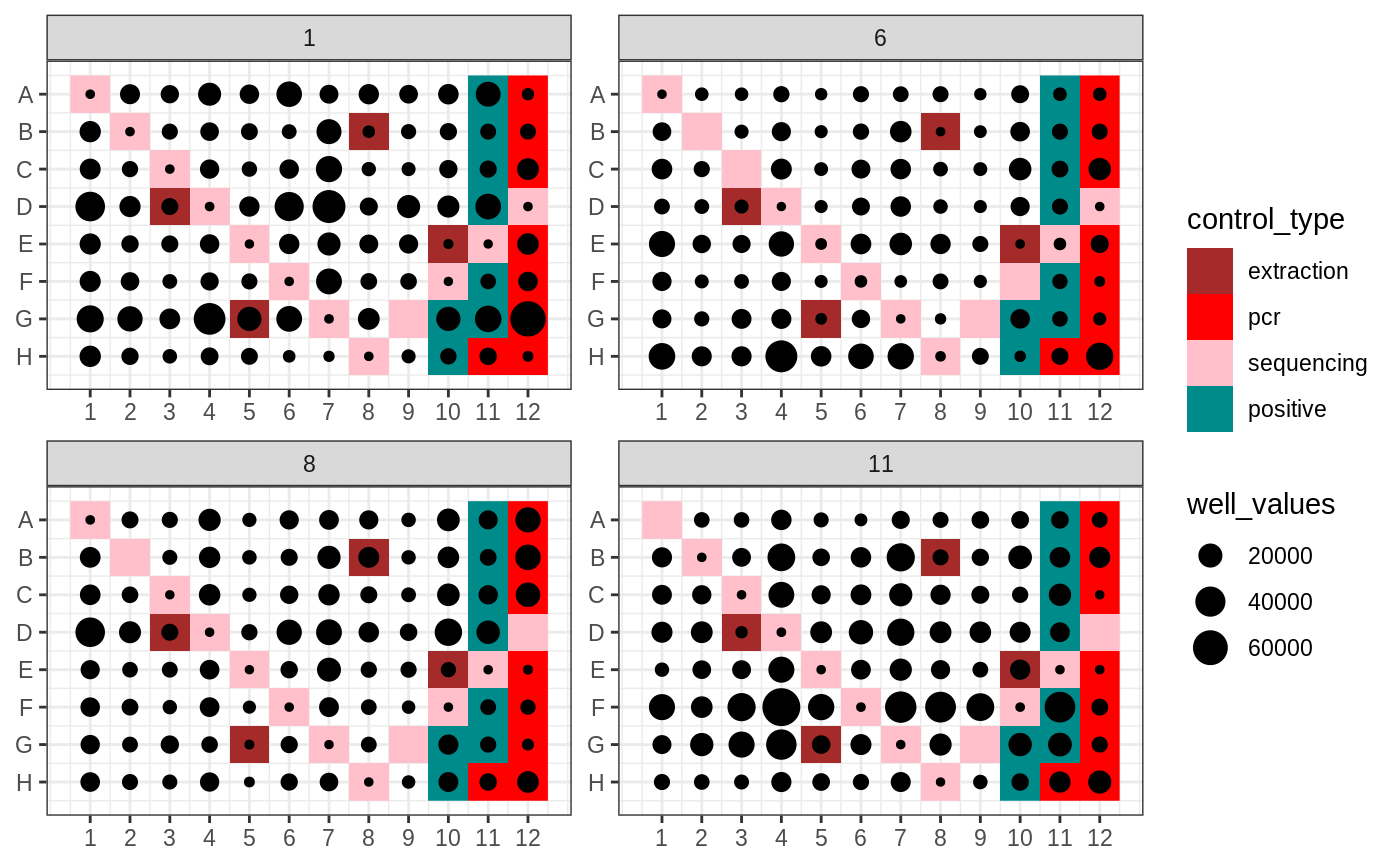 1
6
A
B
C
D
E
F
G
H
1 2 3 4 5 6 7 8 9 10 11 12
A
B
C
D
E
F
G
H
1 2 3 4 5 6 7 8 9 10 11 12
8
11
A
B
C
D
E
F
G
H
1 2 3 4 5 6 7 8 9 10 11 12
A
B
C
D
E
F
G
H
1 2 3 4 5 6 7 8 9 10 11 12
control_type
extraction
pcr
sequencing
positive
well_values
20000
40000
60000